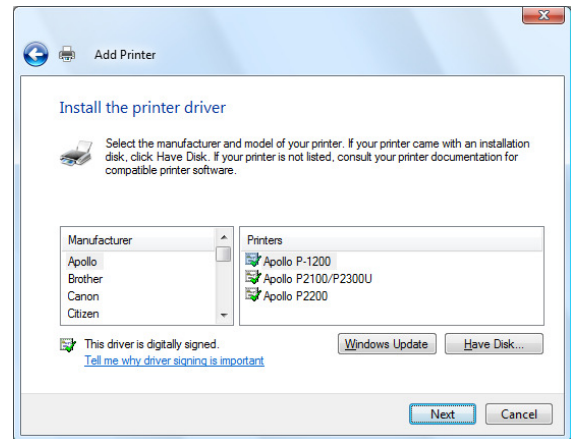 Add Printer
Install the printer driver
Select the manufacturer and model of your printer. If your printer came with an installation
disk, click Have Disk. If your printer is not listed, consult your printer documentation for
compatible printer software.
Manufacturer
Apollo
Brother
Canon
Citizen
Printers
Apollo P-1200
Apollo P2100/P2300U
Apollo P2200
This driver is digitally signed.
Tell me why driver signing is important
Windows Update
Have Disk...
Next
Cancel